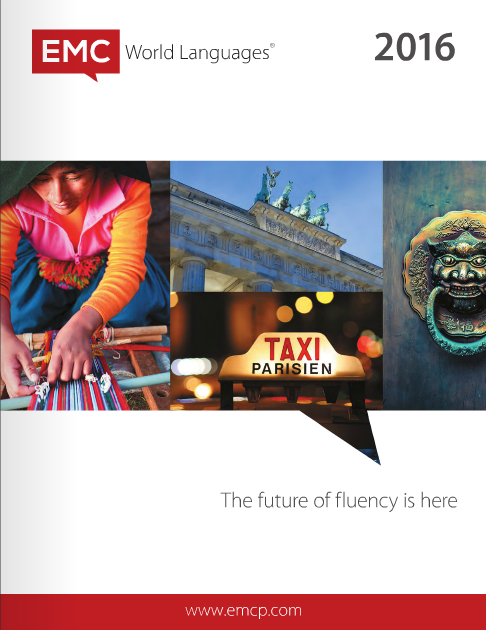 EMC World Languages®
2016
TAXI
PARISIEN
The future of fluency is here
www.emcp.com